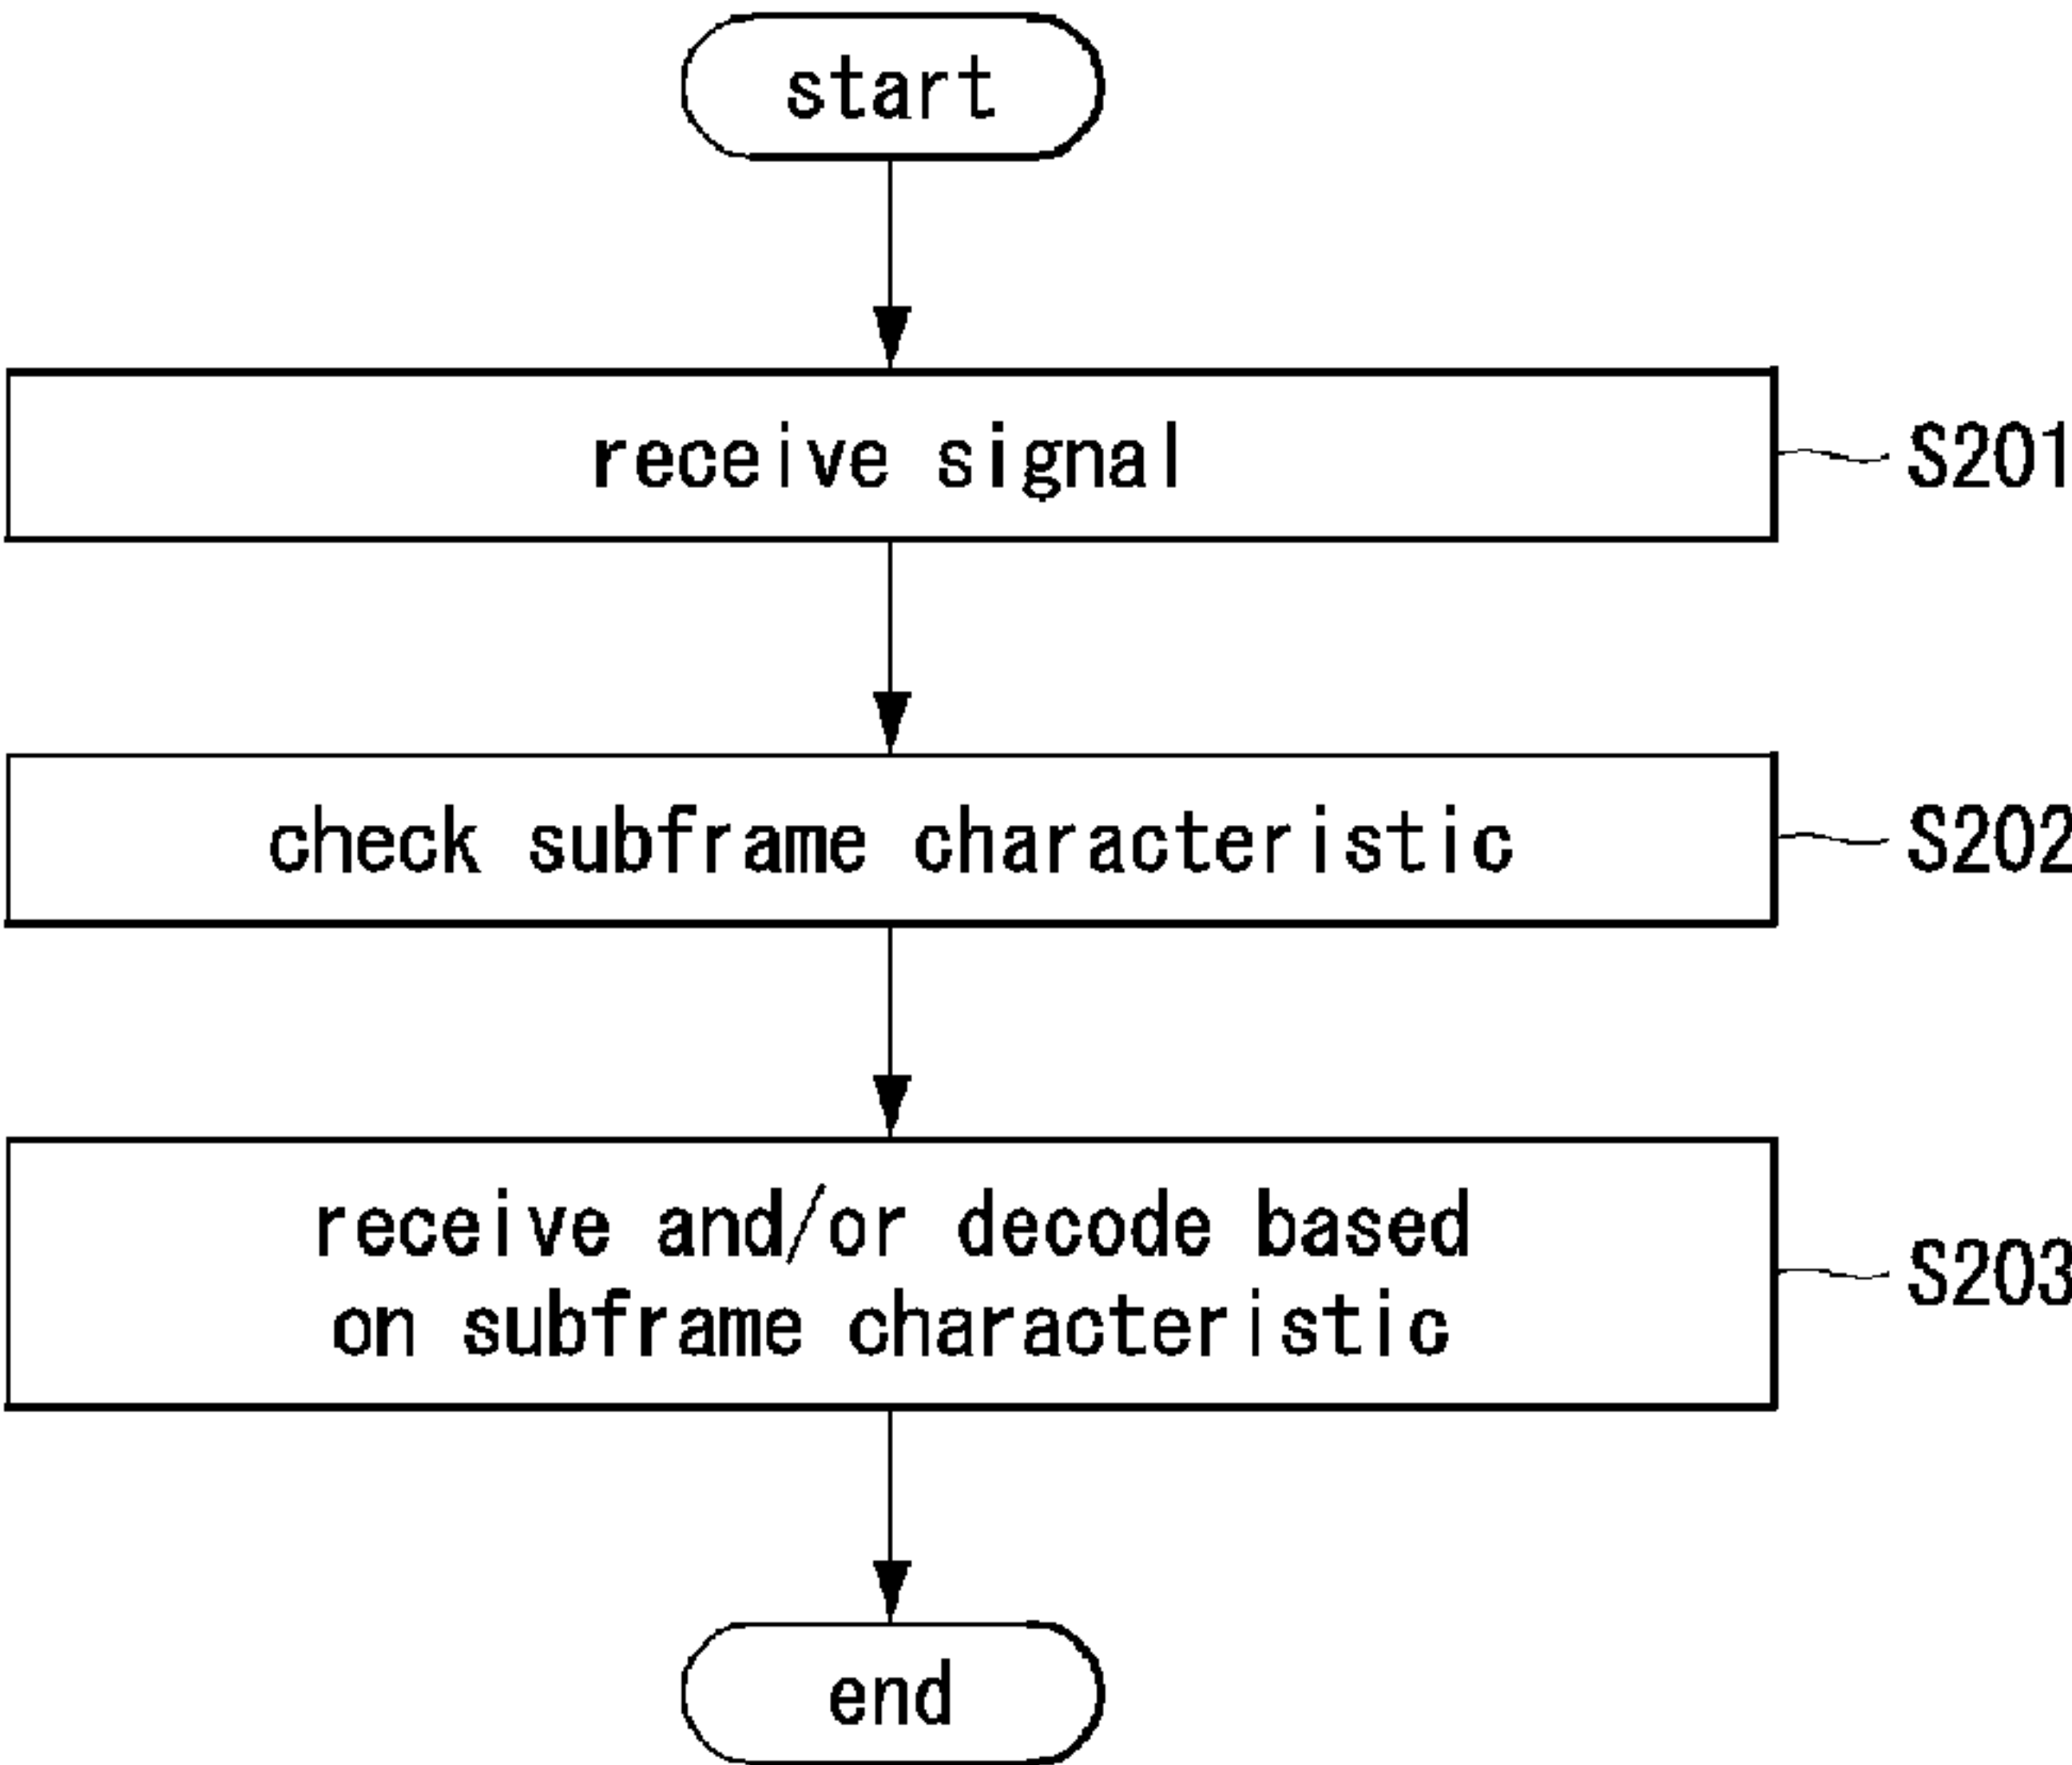 start
receive signal
S201
check subframe characteristic
S202
receive and/or decode based
on subframe characteristic
S203
end